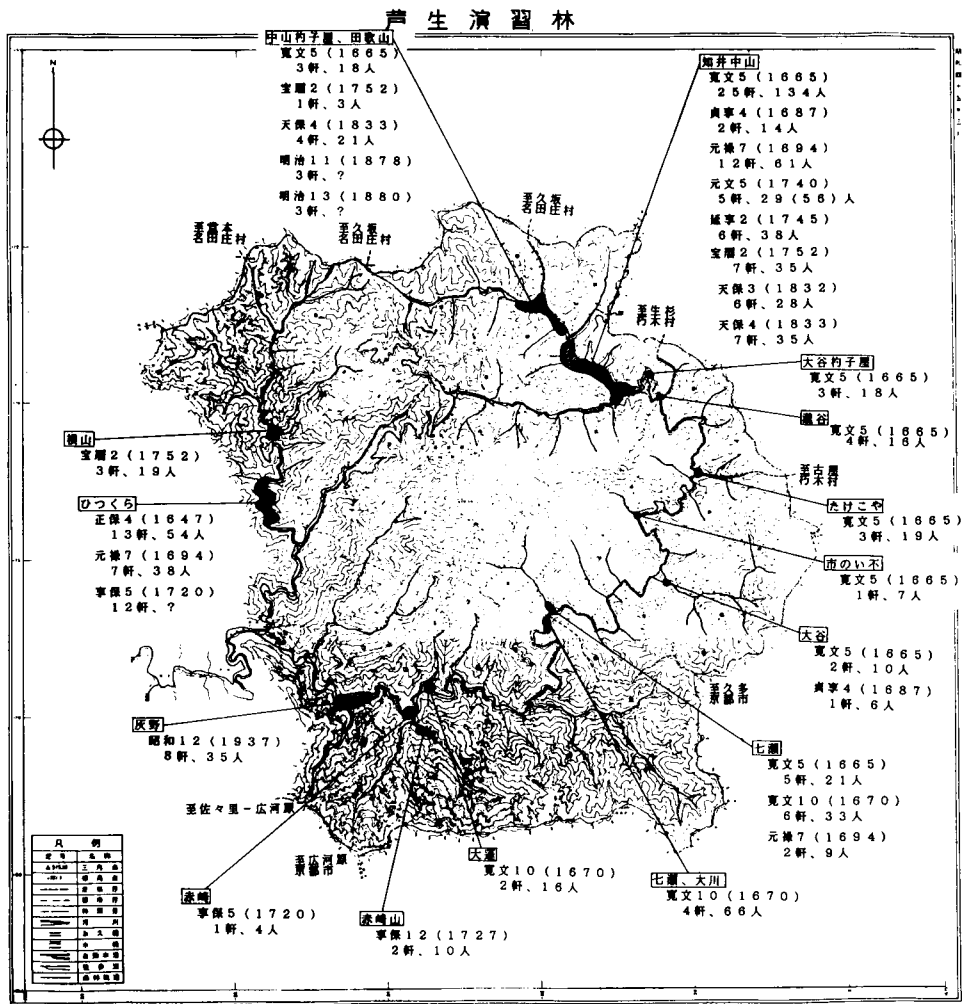 芦生演習林
中山杓子屋、田歌山
寛文5(1665)
3軒、18人
宝暦2(1752)
1軒、3人
天保4(1833)
4軒、21人
明治11(1878)
3軒、?
明治13(1880)
3軒、?
知井中山
寛文5(1665)
25軒、134人
貞享4(1687)
2軒、14人
元禄7(1694)
12軒、61人
元文5(1740)
5軒、29(56)人
延享2(1745)
6軒、38人
宝暦2(1752)
7軒、35人
天保3(1832)
6軒、28人
天保4(1833)
7軒、35人
N
名田庄村
至久坂
名田庄村
至久坂
名田庄村
至生杉
朽木村
大谷杓子屋
寛文5(1665)
3軒、18人
寛文5(1665)
4軒、16人
至古屋
朽木村
たけこや
寛文5(1665)
3軒、19人
市のい不
寛文5(1665)
1軒、7人
大谷
寛文5(1665)
2軒、10人
貞享4(1687)
1軒、6人
至久多
京都市
七瀬
寛文5(1665)
5軒、21人
寛文10(1670)
6軒、33人
元禄7(1694)
2軒、9人
七瀬、大川
寛文10(1670)
4軒、66人
宝暦2(1752)
3軒、19人
ひつくら
正保4(1647)
13軒、54人
元禄7(1694)
7軒、38人
享保5(1720)
12軒、?
灰野
昭和12(1937)
8軒、35人
至佐々里-広河原
至広河原
京都市
寛文10(1670)
2軒、16人
赤崎
享保5(1720)
1軒、4人
赤崎山
享保12(1727)
2軒、10人
凡例